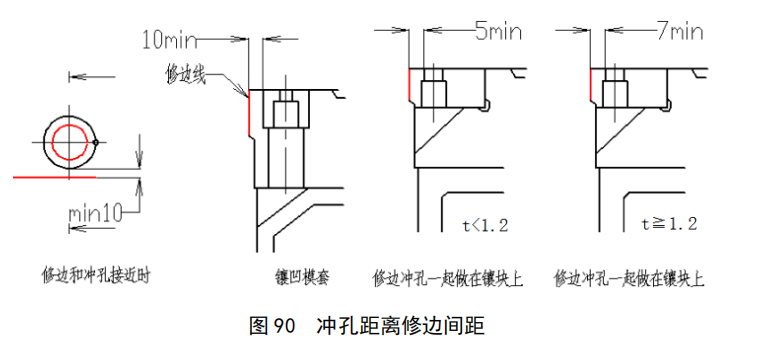 10min
5min
7min
修边线
min10
t<1.2
t≧1.2
修边和冲孔接近时
镶凹模套
修边冲孔一起做在镶块上
修边冲孔一起做在镶块上
图 90 冲孔距离修边间距